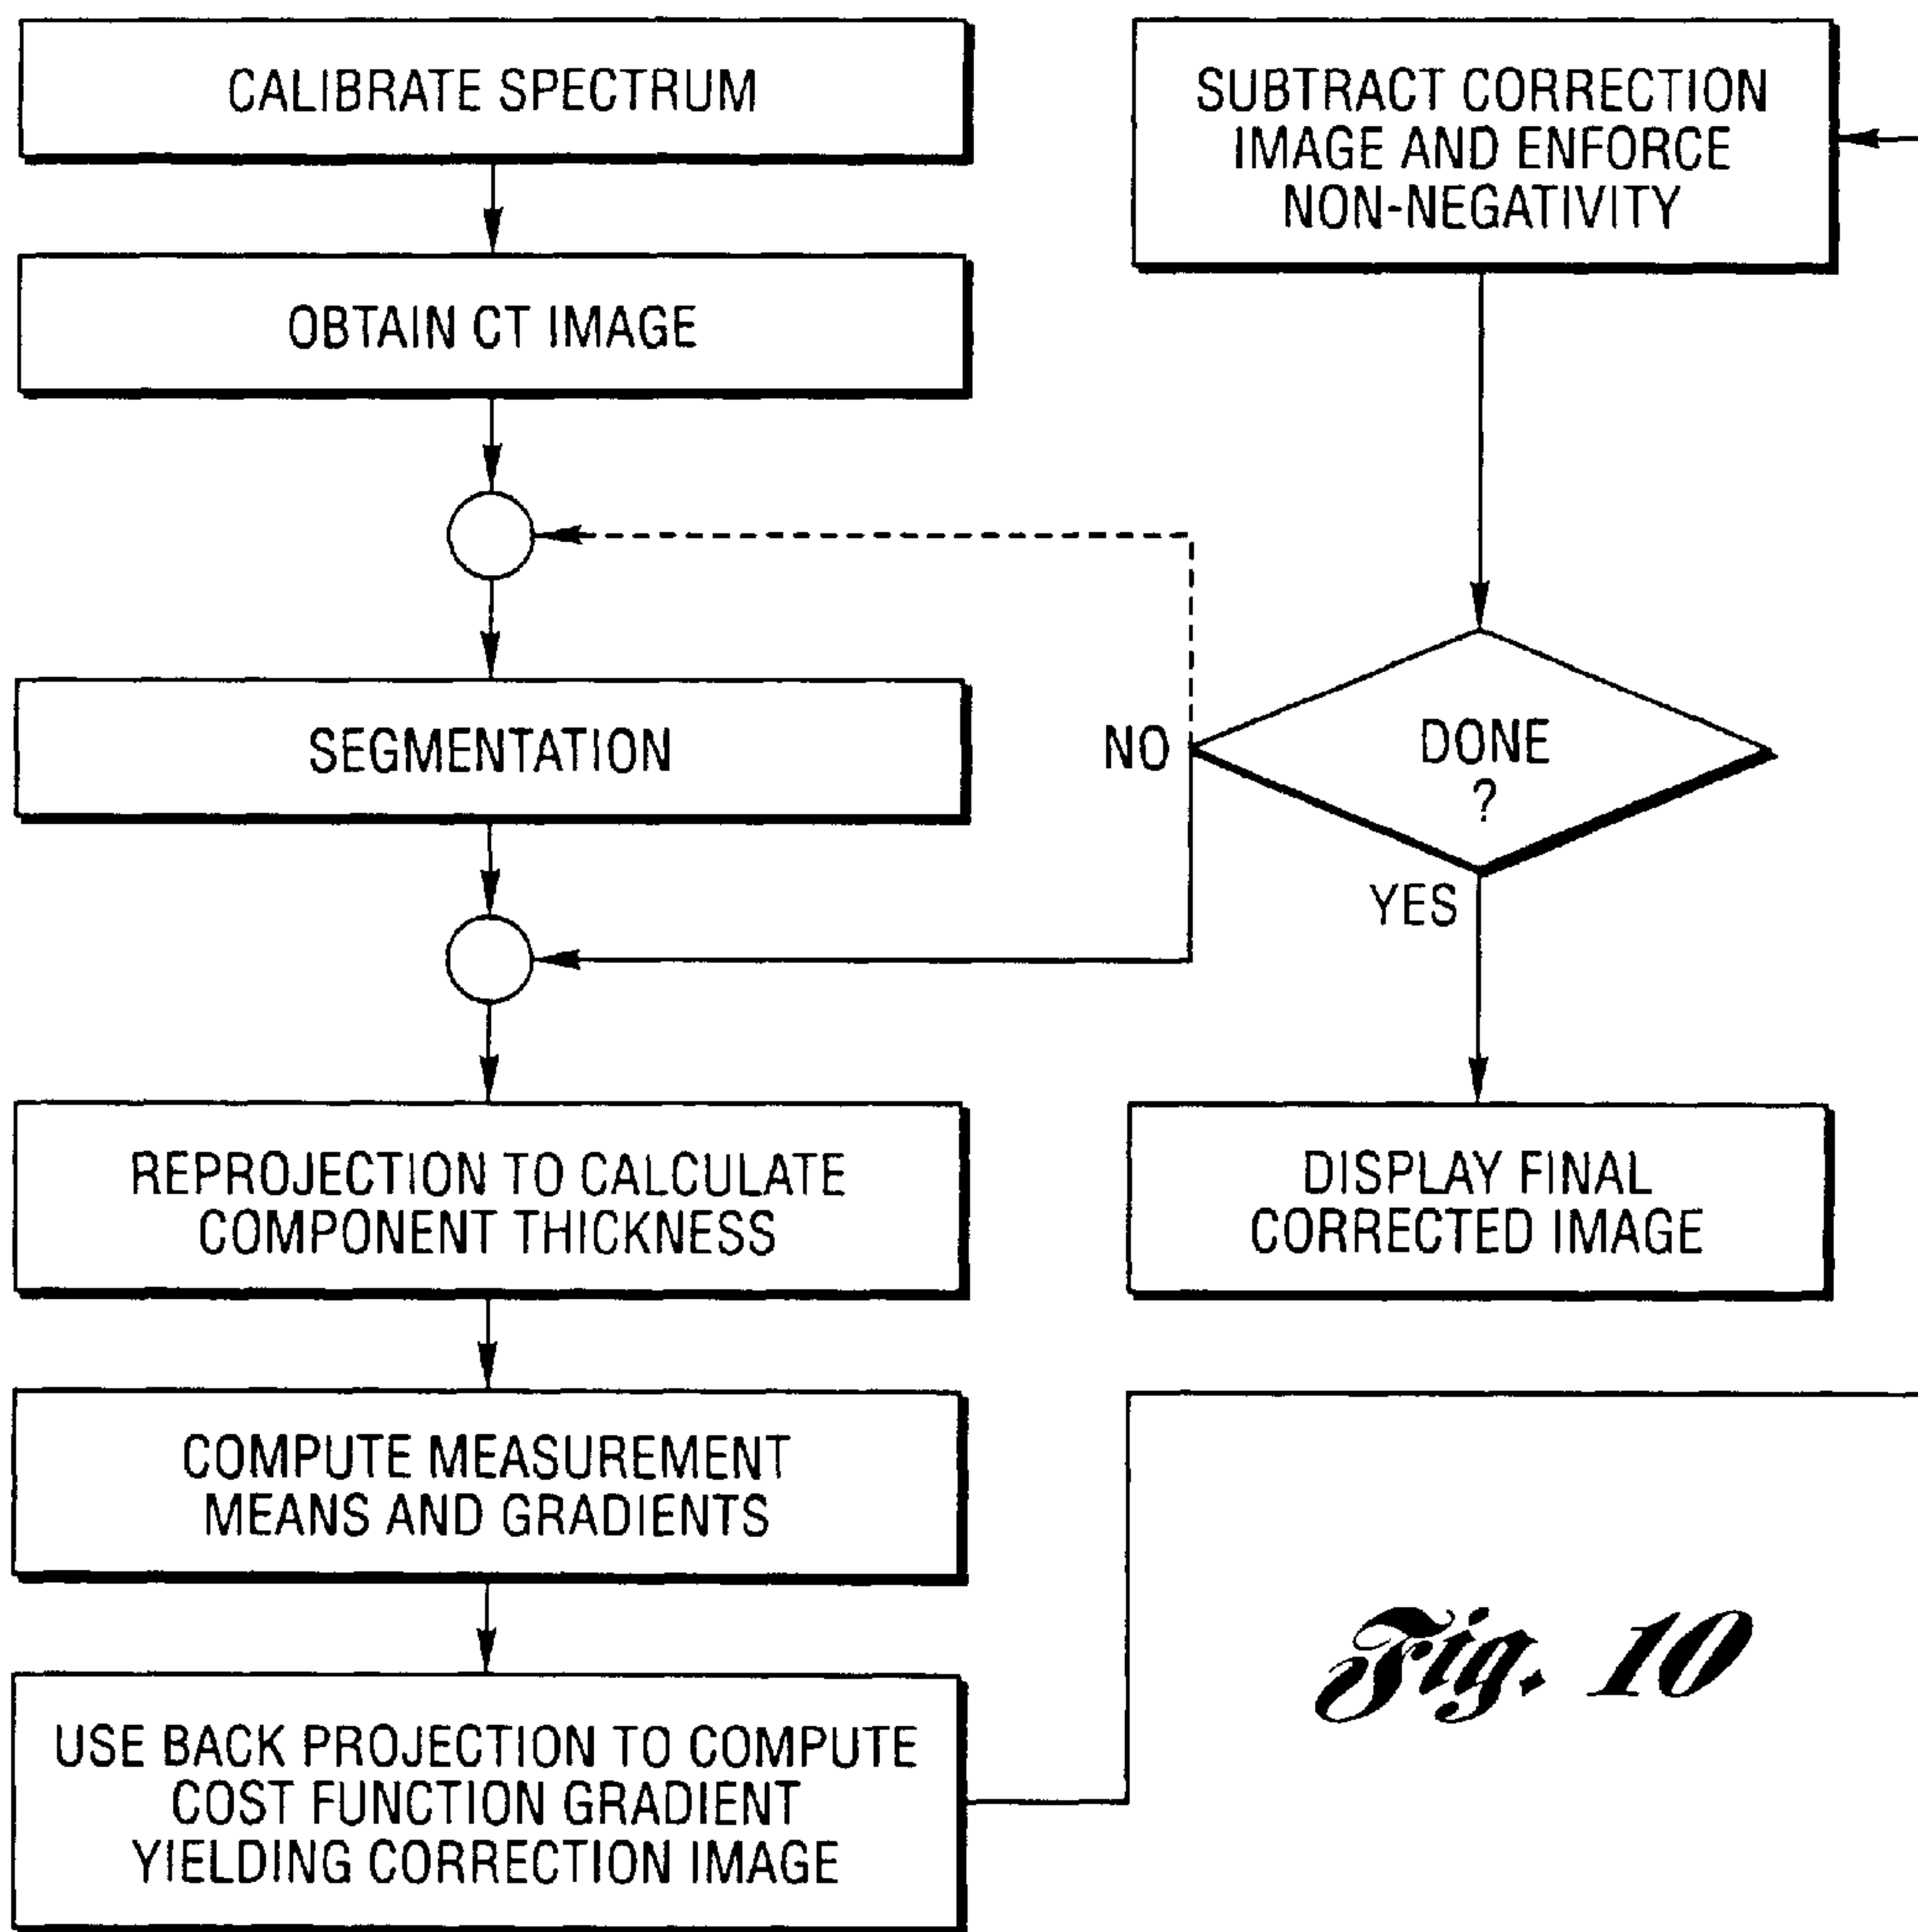 CALIBRATE SPECTRUM
OBTAIN CT IMAGE
SEGMENTATION
REPROJECTION TO CALCULATE
COMPONENT THICKNESS
COMPUTE MEASUREMENT
MEANS AND GRADIENTS
USE BACK PROJECTION TO COMPUTE
COST FUNCTION GRADIENT
YIELDING CORRECTION IMAGE
SUBTRACT CORRECTION
IMAGE AND ENFORCE
NON-NEGATIVITY
DONE
?
NO
YES
DISPLAY FINAL
CORRECTED IMAGE
Fig. 10